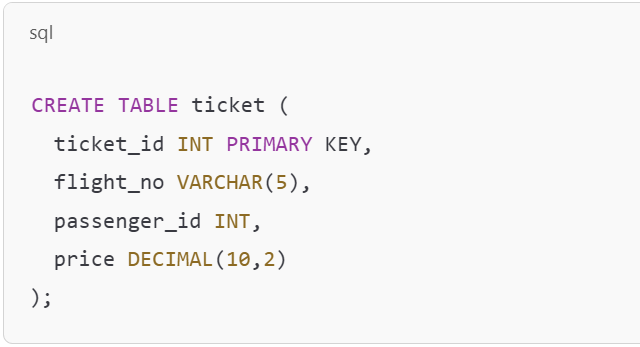 sql
CREATE TABLE ticket (
  ticket_id INT PRIMARY KEY,
  flight_no VARCHAR(5),
  passenger_id INT,
  price DECIMAL(10,2)
);